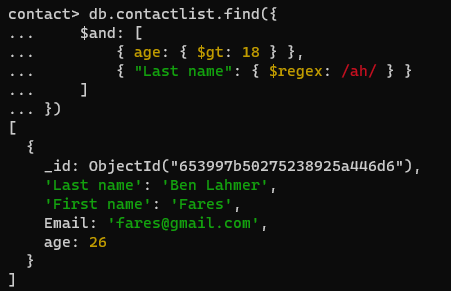 contact> db.contactlist.find({
...     $and: [
...         { age: { $gt: 18 } },
...         { "Last name": { $regex: /ah/ } }
...     ]
... })
[
  {
    _id: ObjectId("653997b50275238925a446d6"),
    'Last name': 'Ben Lahmer',
    'First name': 'Fares',
    Email: 'fares@gmail.com',
    age: 26
  }
]